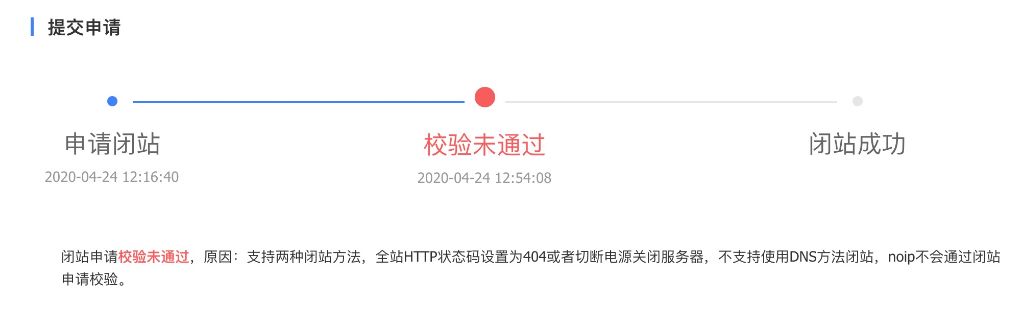 提交申请
申请闭站
校验未通过
闭站成功
2020-04-24 12:16:40
2020-04-24 12:54:08
闭站申请校验未通过，原因：支持两种闭站方法，全站HTTP状态码设置为404或者切断电源关闭服务器，不支持使用DNS方法闭站，noip不会通过闭站
申请校验。